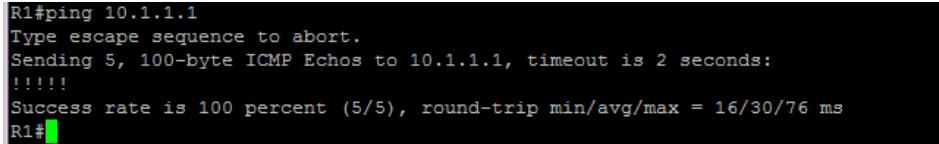 R1#ping 10.1.1.1
Type escape sequence to abort.
Sending 5, 100-byte ICMP Echos to 10.1.1.1, timeout is 2 seconds:
!!!!!
Success rate is 100 percent (5/5), round-trip min/avg/max = 16/30/76 ms
R1#